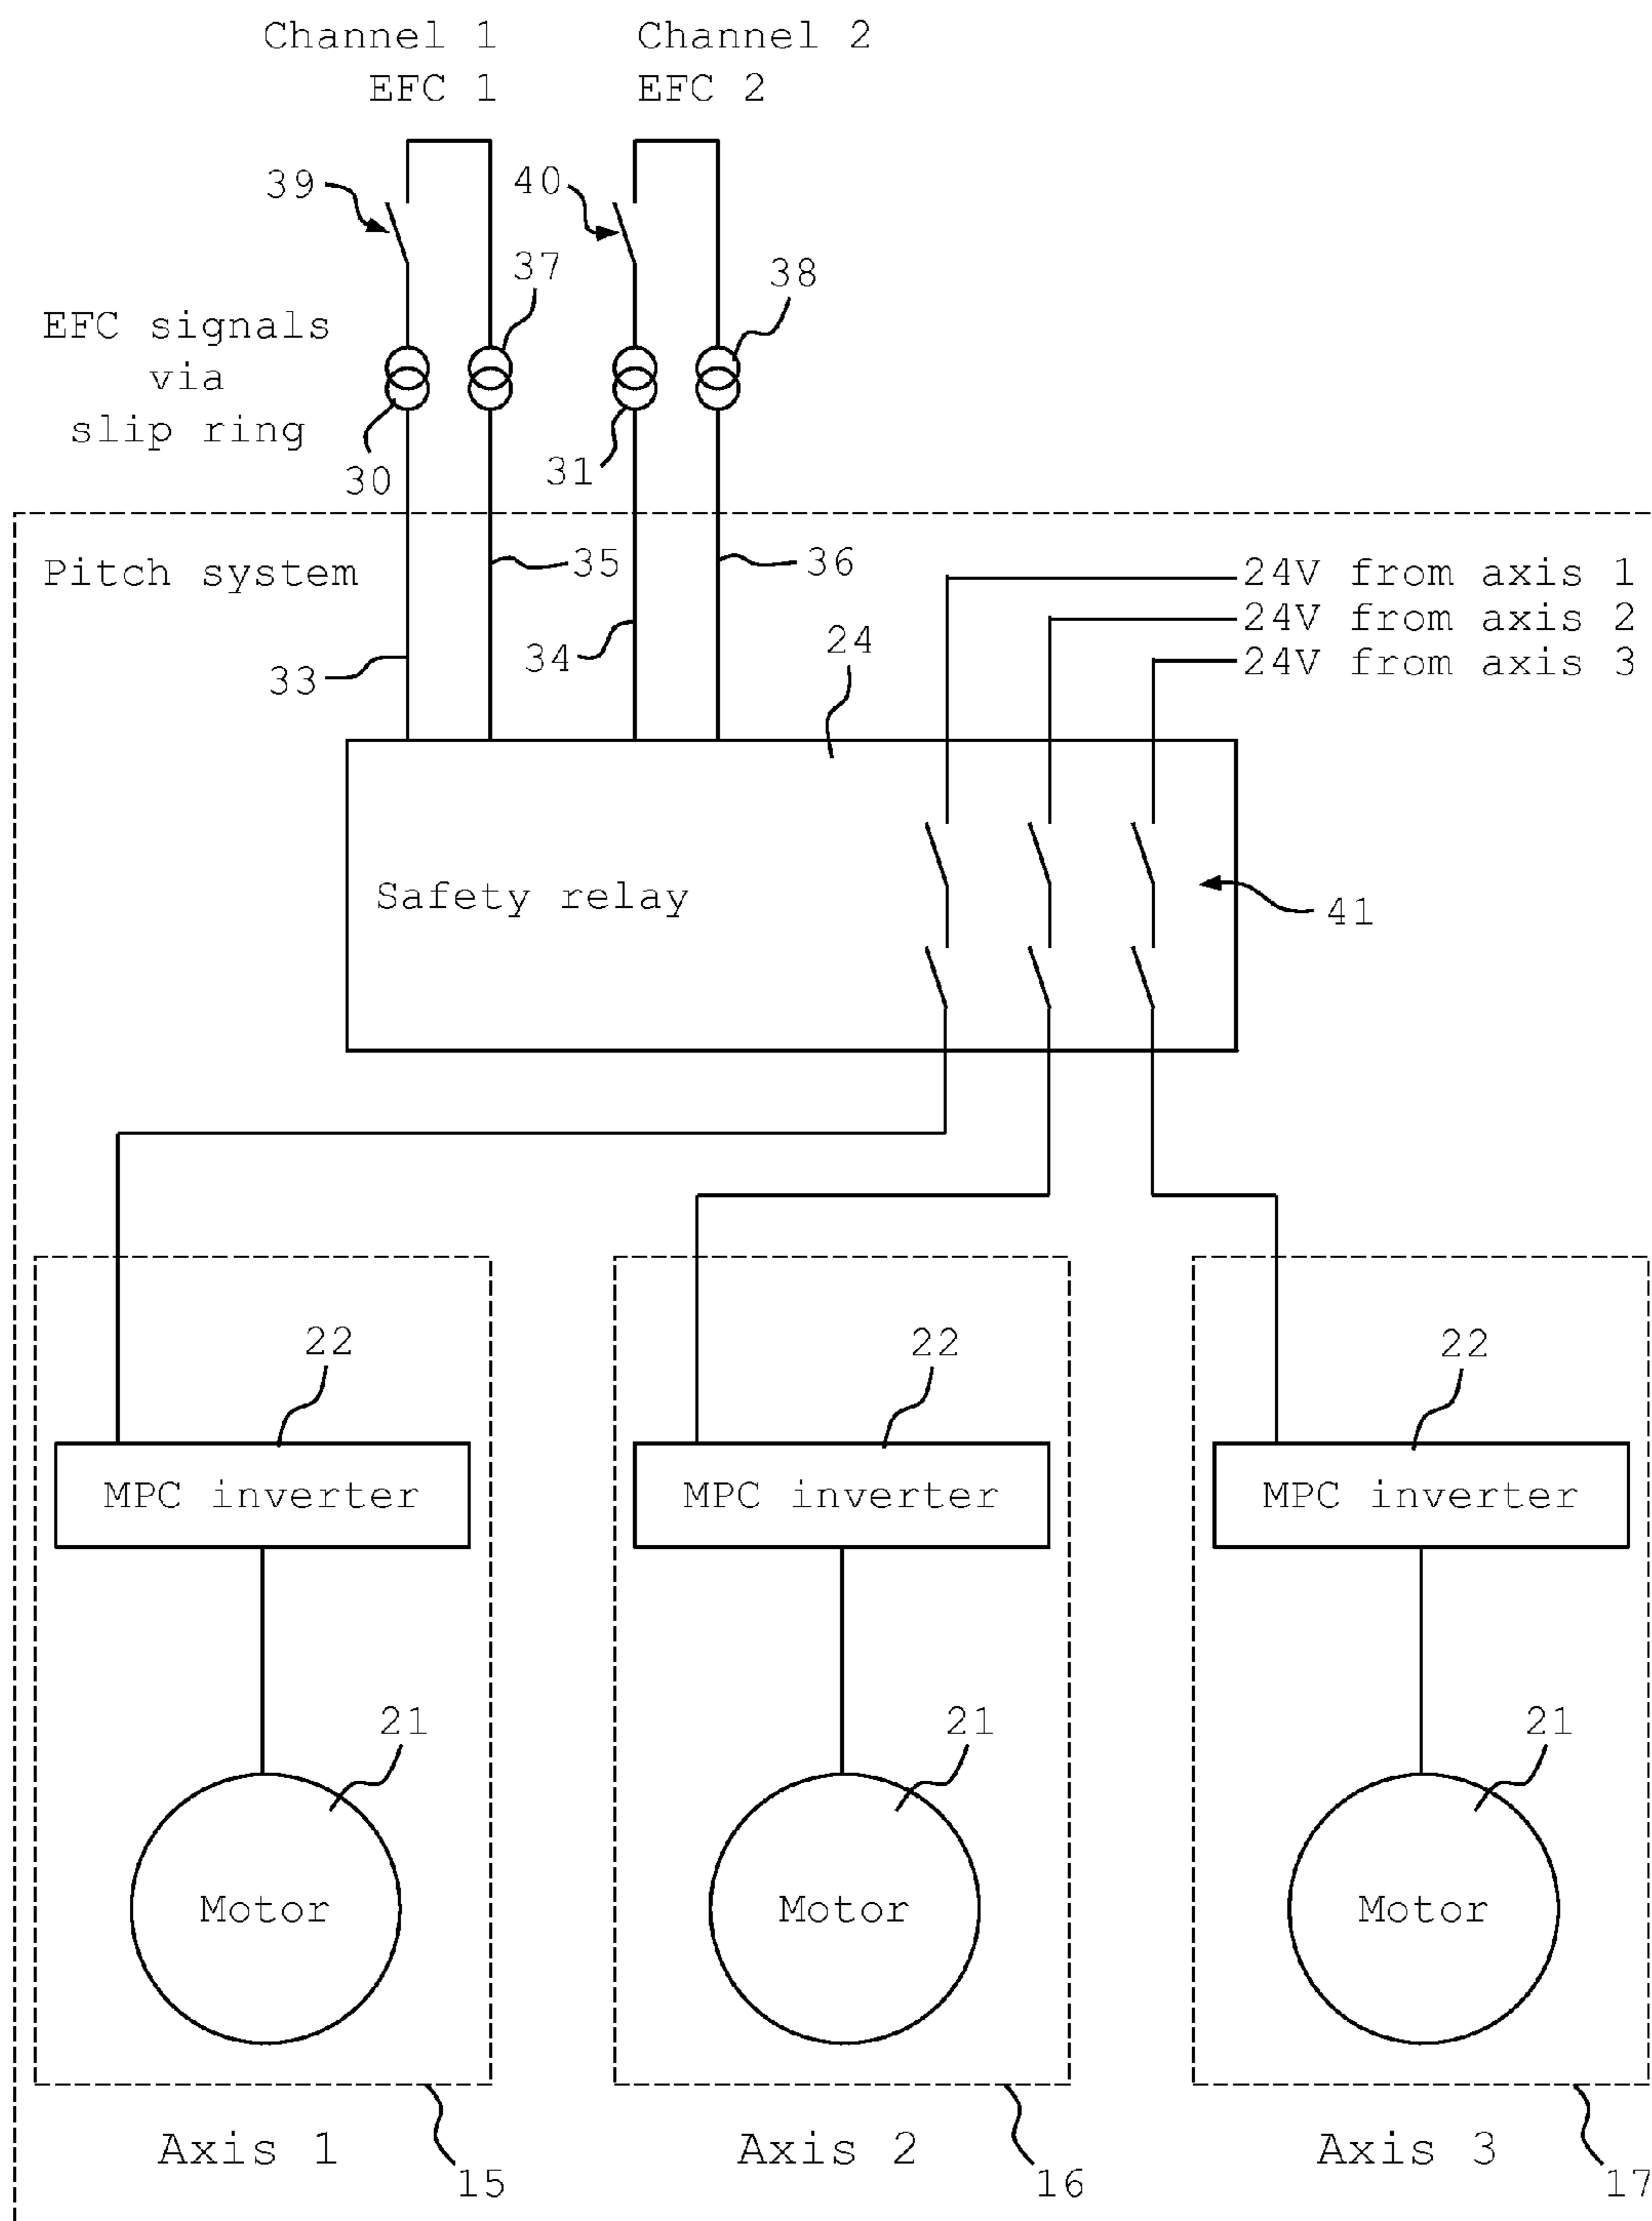 Channel 1
EFC 1
Channel 2
EFC 2
39
40
37
38
EFC signals
via
slip ring
30
31
Pitch system
35
36
24V from axis 1
24V from axis 2
24V from axis 3
33
34
24
Safety relay
41
22
22
22
MPC inverter
MPC inverter
MPC inverter
21
21
21
Motor
Motor
Motor
Axis 1
15
Axis 2
16
Axis 3
17